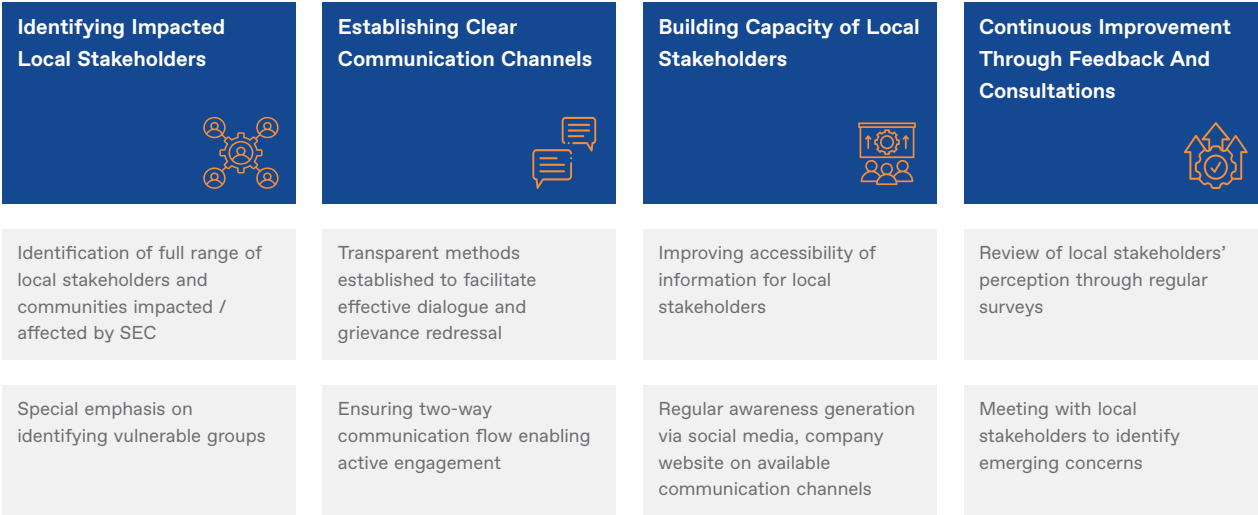 Identifying Impacted
Local Stakeholders
Establishing Clear
Communication Channels
Building Capacity of Local
Stakeholders
Continuous Improvement
Through Feedback And
Consultations
Identification of full range of
local stakeholders and
communities impacted /
affected by SEC
Transparent methods
established to facilitate
effective dialogue and
grievance redressal
Improving accessibility of
information for local
stakeholders
Review of local stakeholders’
perception through regular
surveys
Special emphasis on
identifying vulnerable groups
Ensuring two-way
communication flow enabling
active engagement
Regular awareness generation
via social media, company
website on available
communication channels
Meeting with local
stakeholders to identify
emerging concerns